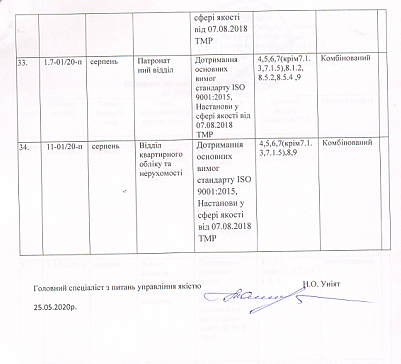 сфері якості
від 07.08.2018
ТМР
33. 1.7-01/20-п серпень Патронат Дотримання 4,5,6,7(крім7.1. Комбінований
ний відділ основних 3,7.1.5),8.1.2,
вимог 8.5.2,8.5.4 ,9
стандарту ISO
9001:2015,
Настанови у
сфері якості від
07.08.2018
ТМР
34. 11-01/20-п серпень Відділ Дотримання 4,5,6,7(крім7.1. Комбінований
квартирного основних 3,7.1.5),8,9
обліку та вимог
нерухомості стандарту ISO
9001:2015,
Настанови у
сфері якості
від 07.08.2018
ТМР
Головний спеціаліст з питань управління якістю Н.О. Уніят
25.05.2020р.